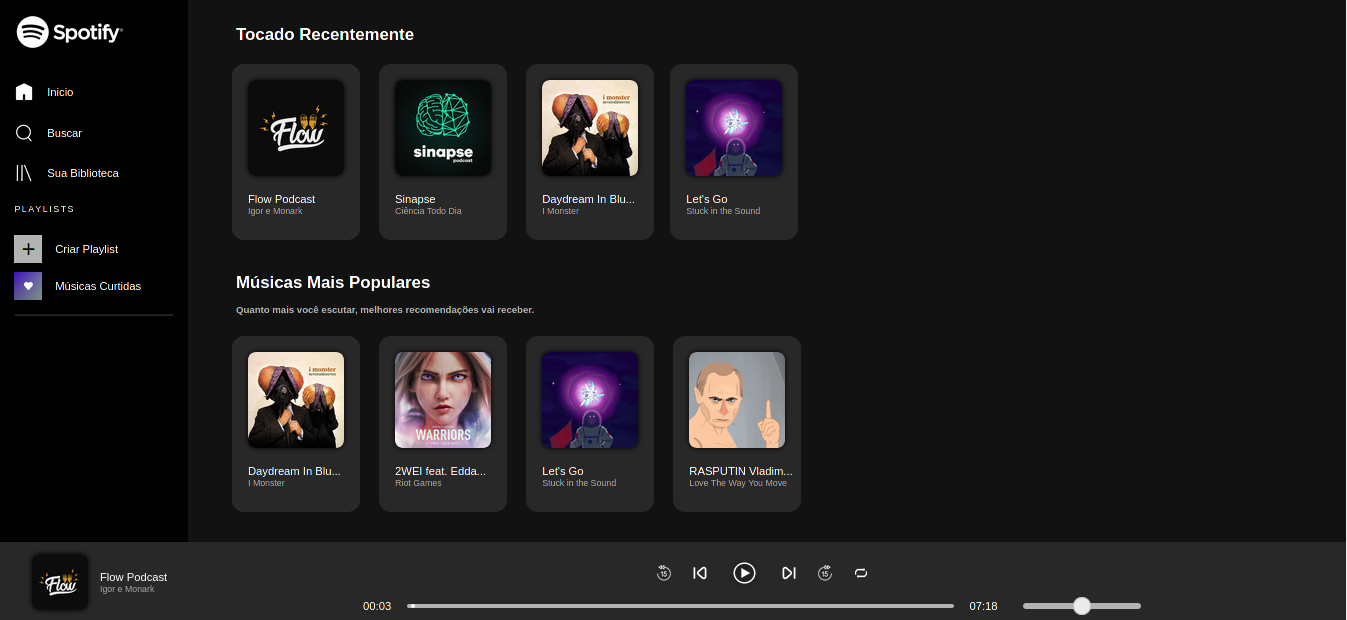 Spotify
Inicio
Buscar
Sua Biblioteca
PLAYLISTS
Criar Playlist
Músicas Curtidas
Tocado Recentemente
Flow
sinapse
podcast
i monster
neveroddoreven
Flow Podcast
Igor e Monark
Sinapse
Ciência Todo Dia
Daydream In Blu...
I Monster
Let's Go
Stuck in the Sound
Músicas Mais Populares
Quanto mais você escutar, melhores recomendações vai receber.
i monster
neveroddoreven
WARRIORS
Daydream In Blu...
I Monster
2WEI feat. Edda...
Riot Games
Let's Go
Stuck in the Sound
RASPUTIN Vladim...
Love The Way You Move
Flow
Flow Podcast
Igor e Monark
15
15
00:03
07:18